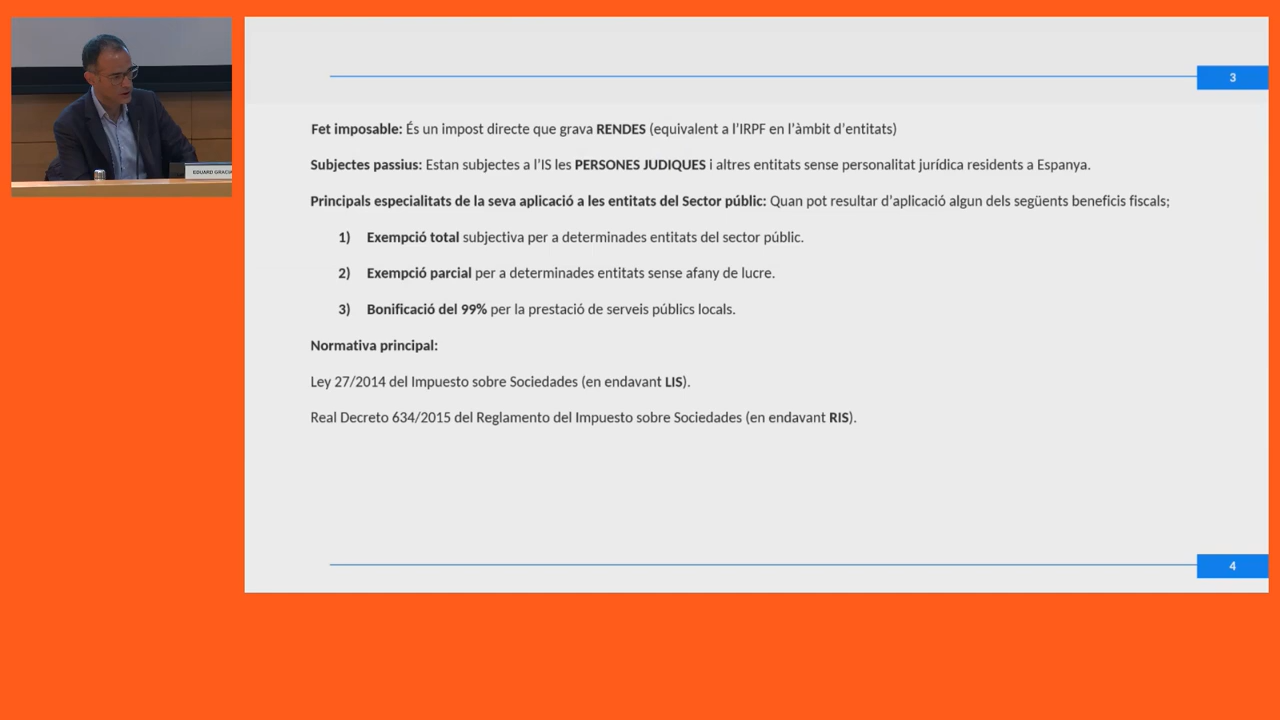 EDUARD GRACIA
3
Fet imposable: És un impost directe que grava RENDES (equivalent a l'IRPF en l'àmbit d'entitats)
Subjectes passius: Estan subjectes a l'IS les PERSONES JUDIQUES i altres entitats sense personalitat jurídica residents a Espanya.
Principals especialitats de la seva aplicació a les entitats del Sector públic: Quan pot resultar d'aplicació algun dels següents beneficis fiscals;
1) Exempció total subjectiva per a determinades entitats del sector públic.
2) Exempció parcial per a determinades entitats sense afany de lucre.
3) Bonificació del 99% per la prestació de serveis públics locals.
Normativa principal:
Ley 27/2014 del Impuesto sobre Sociedades (en endavant LIS).
Real Decreto 634/2015 del Reglamento del Impuesto sobre Sociedades (en endavant RIS).
4